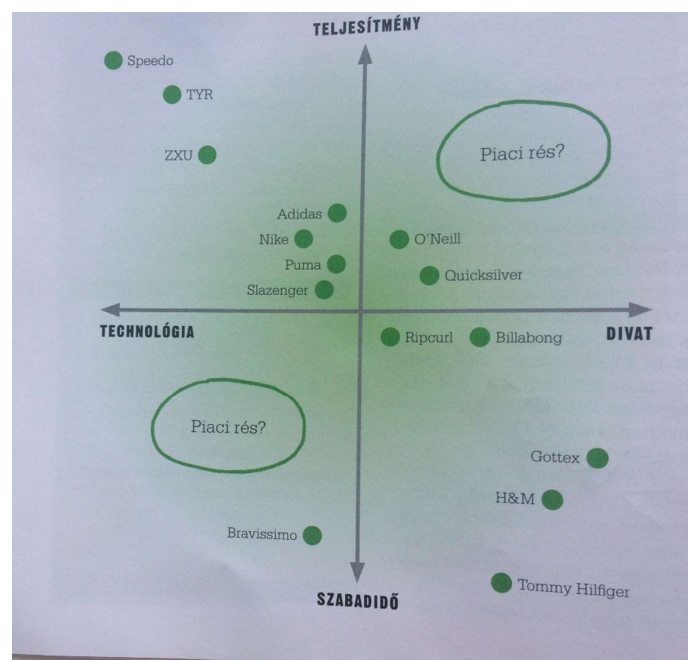 TELJESÍTMÉNY
Speedo
TYR
ZXU
Piaci rés?
Adidas
Nike
O'Neill
Puma
Quicksilver
Slazenger
TECHNOLÓGIA
DIVAT
Ripcurl
Billabong
Piaci rés?
Gottex
H&M
Bravissimo
Tommy Hilfiger
SZABADIDŐ